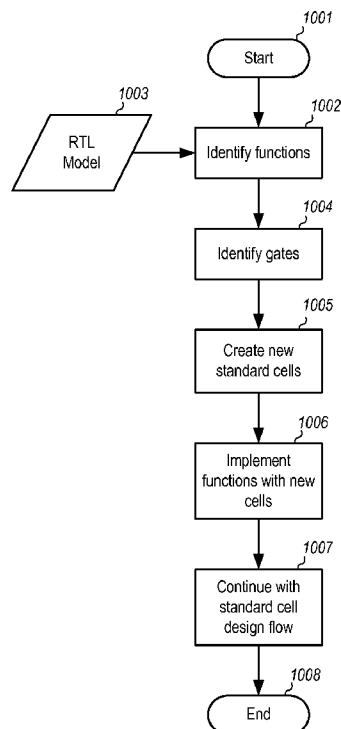 1001
Start
1003
1002
RTL
Model
Identify functions
1004
Identify gates
1005
Create new
standard cells
1006
Implement
functions with new
cells
1007
Continue with
standard cell
design flow
1008
End